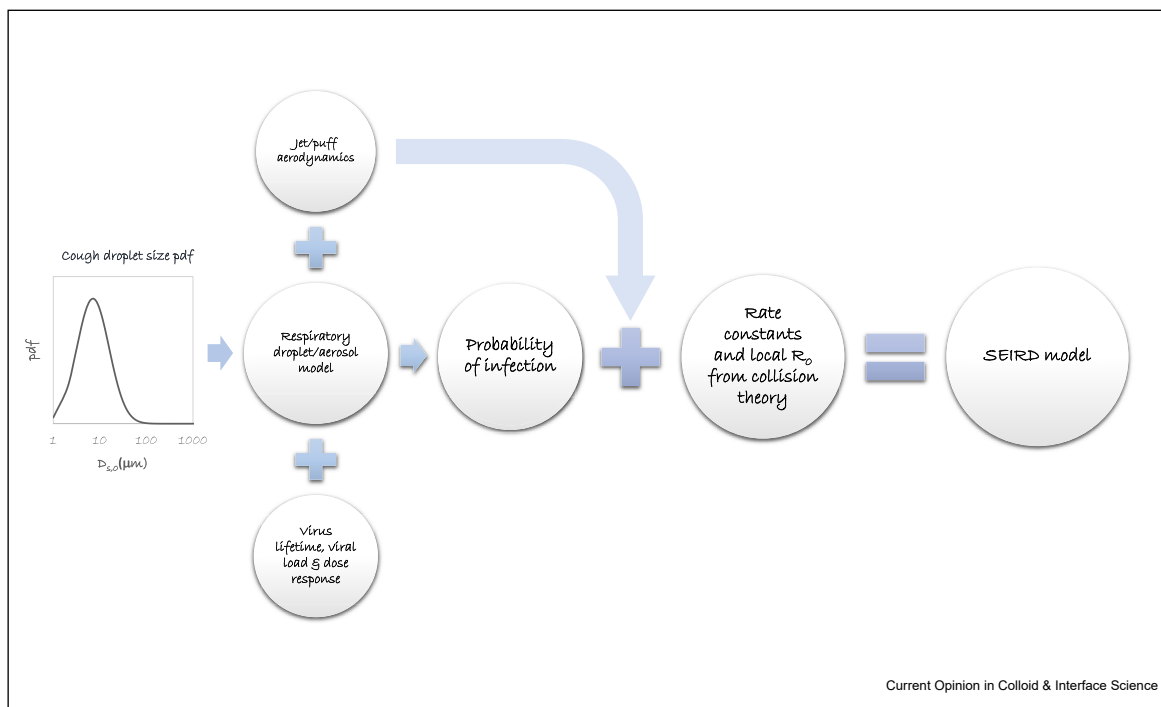 Jet/puff
aerodynamics
Cough droplet size pdf
pdf
1 10 100 1000
D_{s,0}(μm)
Respiratory
droplet/aerosol
model
Virus
lifetime, viral
load & dose
response
Probability
of infection
Rate
constants
and local R₀
from collision
theory
SEIRD model
Current Opinion in Colloid & Interface Science